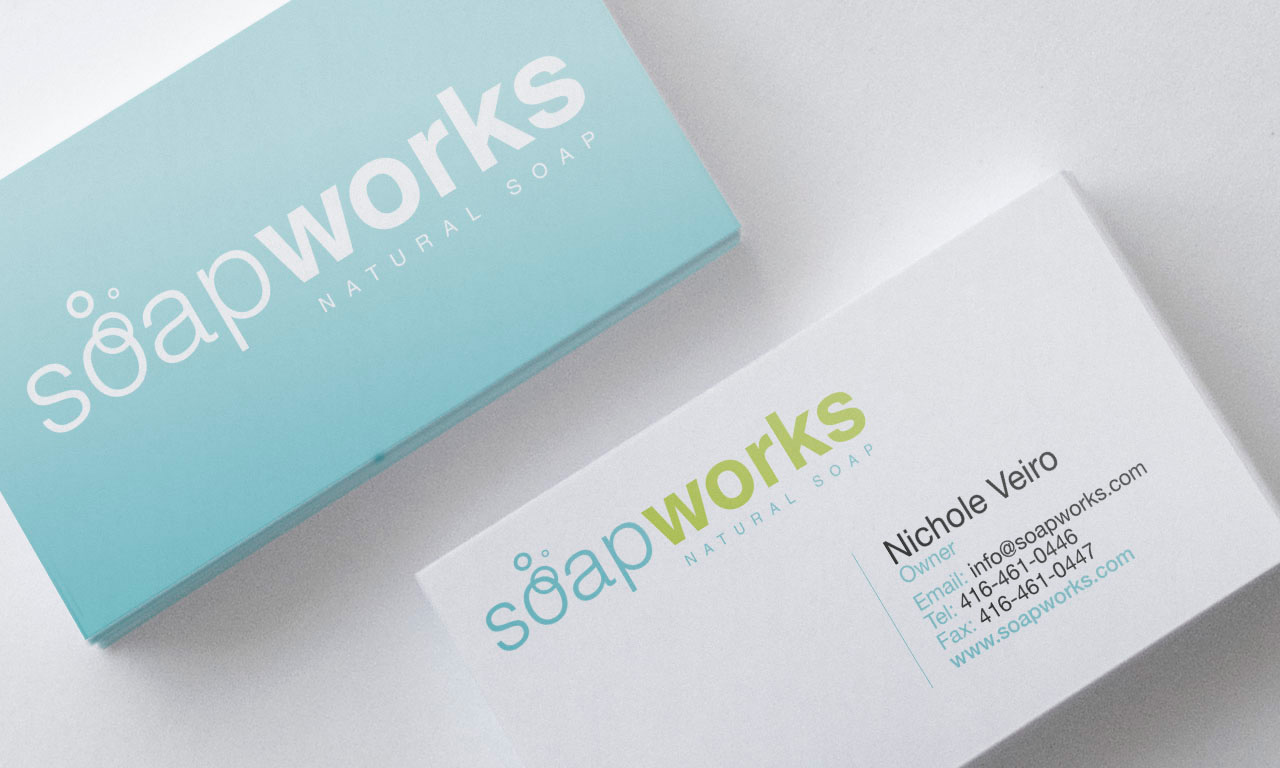 soapworks
NATURAL SOAP
soapworks
NATURAL SOAP
Nichole Veiro
Owner
Email: info@soapworks.com
Tel: 416-461-0446
Fax: 416-461-0447
www.soapworks.com